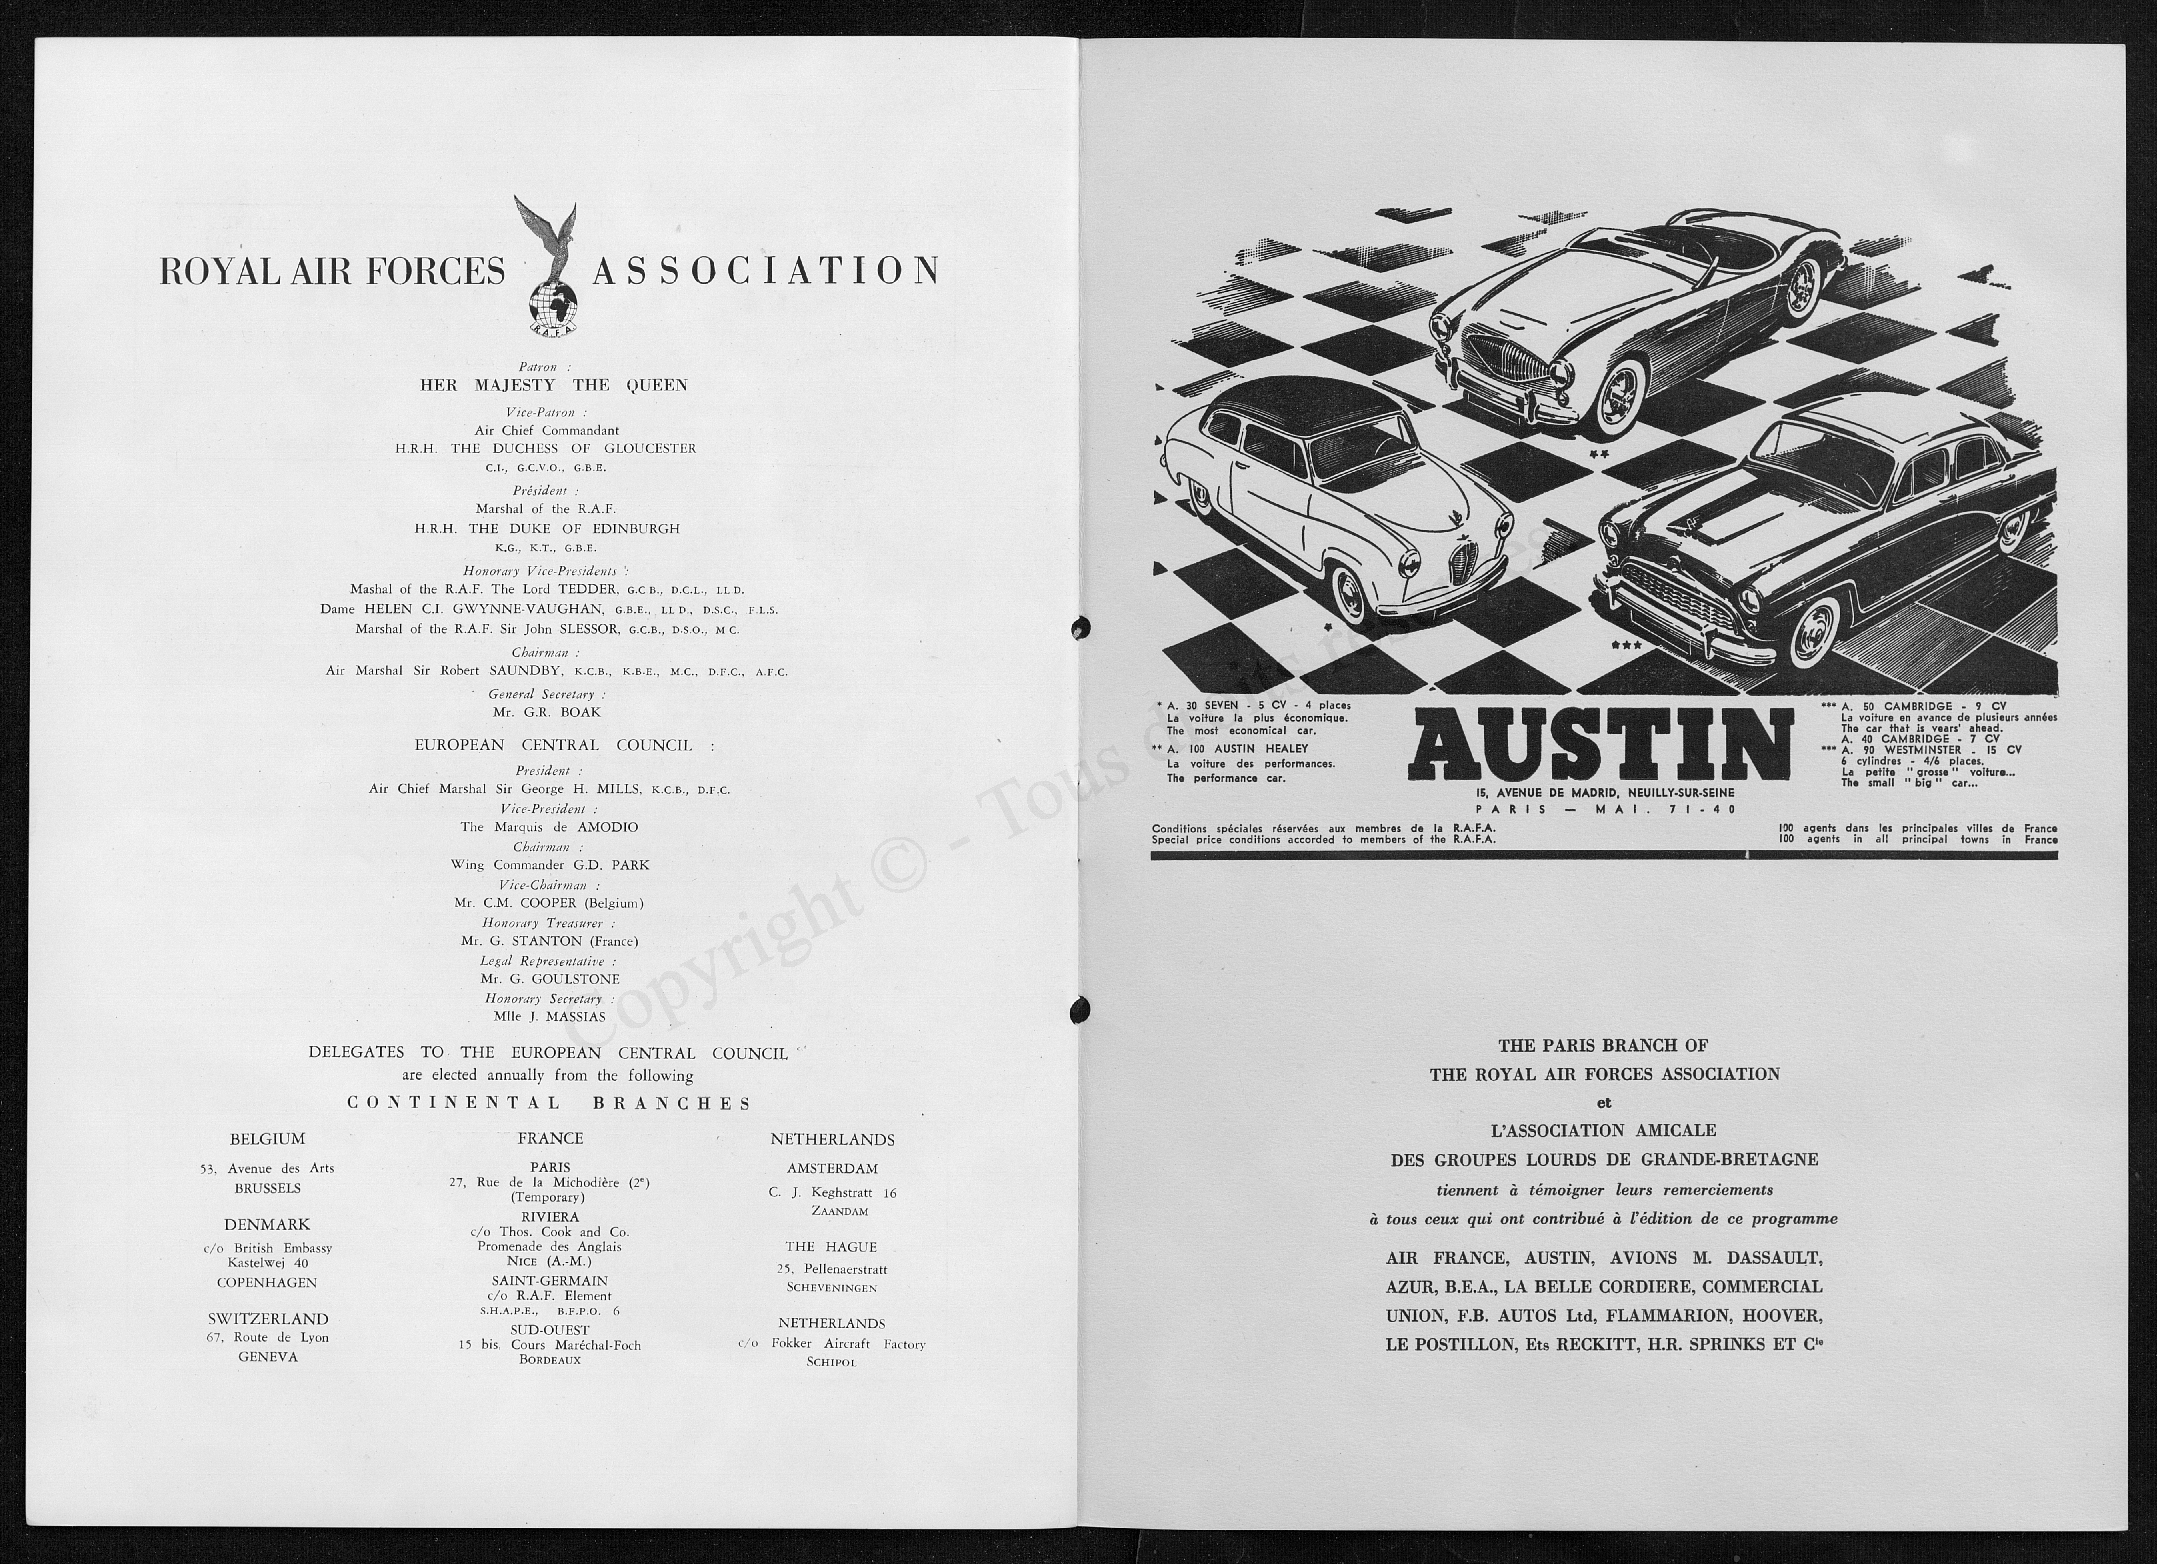 ROYAL AIR FORCES ASSOCIATION
R.A.F.A.
Patron :
HER MAJESTY THE QUEEN
Vice-Patron :
Air Chief Commandant
H.R.H. THE DUCHESS OF GLOUCESTER
C.I., G.C.V.O., G.B.E.
Président :
Marshal of the R.A.F.
H.R.H. THE DUKE OF EDINBURGH
K.G., K.T., G.B.E.
Honorary Vice-Presidents :
Mashal of the R.A.F. The Lord TEDDER, G.C B., D.C.L., LL D.
Dame HELEN C.I. GWYNNE-VAUGHAN, G.B.E., LL D., D.S.C., F.L.S.
Marshal of the R.A.F. Sir John SLESSOR, G.C.B., D.S.O., M C.
Chairman :
Air Marshal Sir Robert SAUNDBY, K.C.B., K.B.E., M.C., D.F.C., A.F.C.
General Secretary :
Mr. G.R. BOAK
EUROPEAN CENTRAL COUNCIL :
President :
Air Chief Marshal Sir George H. MILLS, K.C.B., D.F.C.
Vice-President :
The Marquis de AMODIO
Chairman :
Wing Commander G.D. PARK
Vice-Chairman :
Mr. C.M. COOPER (Belgium)
Honorary Treasurer :
Mr. G. STANTON (France)
Legal Representative :
Mr. G. GOULSTONE
Honorary Secretary :
Mlle J. MASSIAS
DELEGATES TO THE EUROPEAN CENTRAL COUNCIL
are elected annually from the following
CONTINENTAL BRANCHES
BELGIUM
53, Avenue des Arts
BRUSSELS
DENMARK
c/o British Embassy
Kastelwej 40
COPENHAGEN
SWITZERLAND
67, Route de Lyon
GENEVA
FRANCE
PARIS
27, Rue de la Michodière (2e)
(Temporary)
RIVIERA
c/o Thos. Cook and Co.
Promenade des Anglais
NICE (A.-M.)
SAINT-GERMAIN
c/o R.A.F. Element
S.H.A.P.E., B.F.P.O. 6
SUD-OUEST
15 bis, Cours Maréchal-Foch
BORDEAUX
NETHERLANDS
AMSTERDAM
C. J. Keghstratt 16
ZAANDAM
THE HAGUE
25, Pellenaerstratt
SCHEVENINGEN
NETHERLANDS
c/o Fokker Aircraft Factory
SCHIPOL
Copyright © - Tous droits réservés
**
*
***
* A. 30 SEVEN - 5 CV - 4 places
La voiture la plus économique.
The most economical car.
** A. 100 AUSTIN HEALEY
La voiture des performances.
The performance car.
AUSTIN
15, AVENUE DE MADRID, NEUILLY-SUR-SEINE
PARIS — MAI. 71-40
*** A. 50 CAMBRIDGE - 9 CV
La voiture en avance de plusieurs années
The car that is years' ahead.
A. 40 CAMBRIDGE - 7 CV
*** A. 90 WESTMINSTER - 15 CV
6 cylindres - 4/6 places.
La petite "grosse" voiture...
The small "big" car...
Conditions spéciales réservées aux membres de la R.A.F.A.
Special price conditions accorded to members of the R.A.F.A.
100 agents dans les principales villes de France
100 agents in all principal towns in France
THE PARIS BRANCH OF
THE ROYAL AIR FORCES ASSOCIATION
et
L'ASSOCIATION AMICALE
DES GROUPES LOURDS DE GRANDE-BRETAGNE
tiennent à témoigner leurs remerciements
à tous ceux qui ont contribué à l'édition de ce programme
AIR FRANCE, AUSTIN, AVIONS M. DASSAULT,
AZUR, B.E.A., LA BELLE CORDIERE, COMMERCIAL
UNION, F.B. AUTOS Ltd, FLAMMARION, HOOVER,
LE POSTILLON, Ets RECKITT, H.R. SPRINKS ET Cie